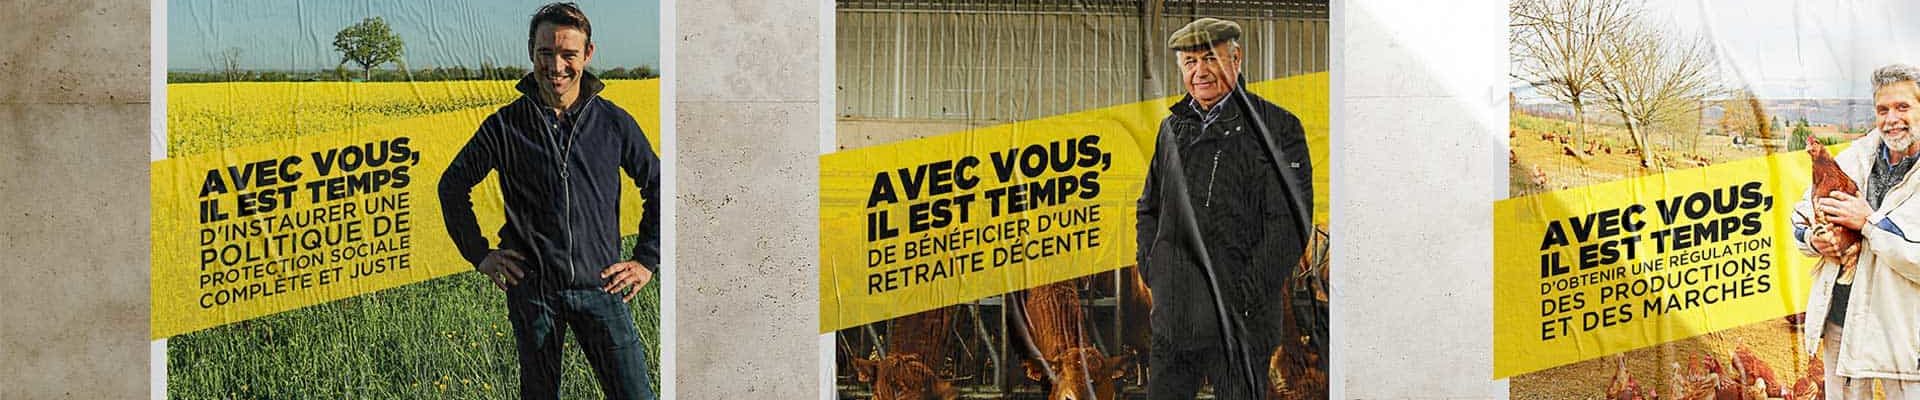 AVEC VOUS,
IL EST TEMPS
D'INSTAURER UNE
POLITIQUE DE
PROTECTION SOCIALE
COMPLÈTE ET JUSTE
AVEC VOUS,
IL EST TEMPS
DE BÉNÉFICIER D'UNE
RETRAITE DÉCENTE
AVEC VOUS,
IL EST TEMPS
D'OBTENIR UNE RÉGULATION
DES PRODUCTIONS
ET DES MARCHÉS